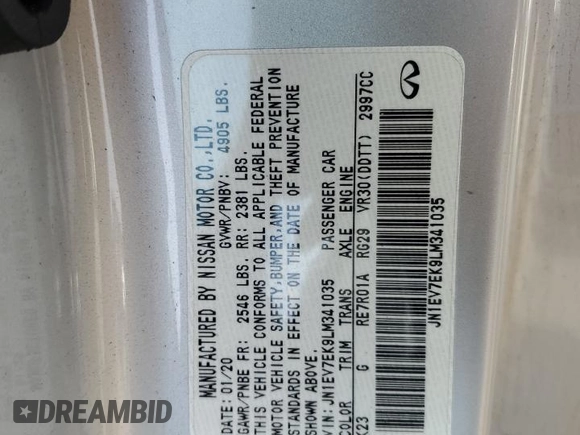 MANUFACTURED BY NISSAN MOTOR CO.,LTD.
DATE: 01/20 GVWR/PNBV: 4905 LBS.
GAWR/PNBE FR: 2546 LBS. RR: 2381 LBS.
THIS VEHICLE CONFORMS TO ALL APPLICABLE FEDERAL
MOTOR VEHICLE SAFETY,BUMPER,AND THEFT PREVENTION
STANDARDS IN EFFECT ON THE DATE OF MANUFACTURE
SHOWN ABOVE.
VIN: JN1EV7EK9LM341035 PASSENGER CAR
COLOR TRIM TRANS AXLE ENGINE
K23 G RE7R01A RG29 VR30(DDTT) 2997CC
JN1EV7EK9LM341035
DREAMBID